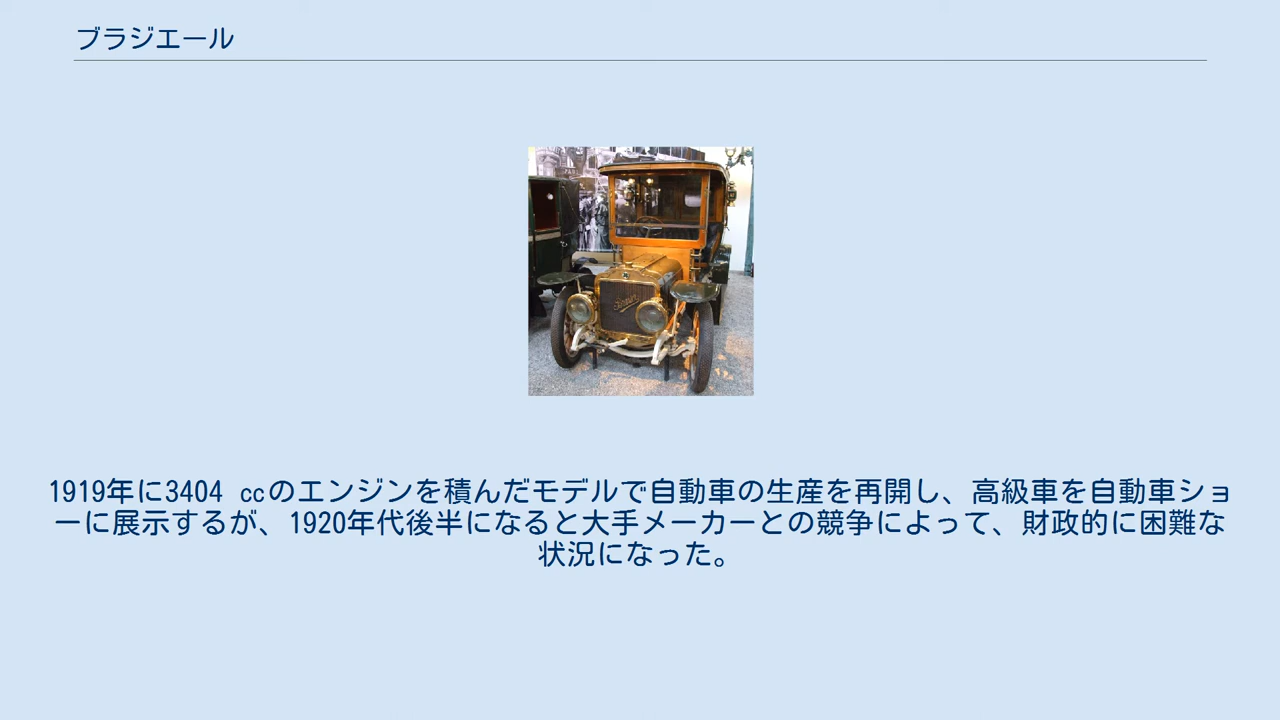 ブラジエール
1919年に3404 ccのエンジンを積んだモデルで自動車の生産を再開し、高級車を自動車ショ
ーに展示するが、1920年代後半になると大手メーカーとの競争によって、財政的に困難な
状況になった。